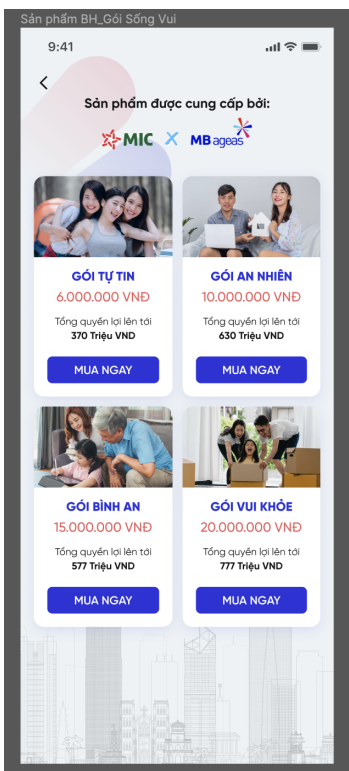 Sản phẩm BH_Gói Sống Vui
9:41
Sản phẩm được cung cấp bởi:
MIC X MB ageas
GÓI TỰ TIN
6.000.000 VNĐ
Tổng quyền lợi lên tới
370 Triệu VND
MUA NGAY
GÓI AN NHIÊN
10.000.000 VNĐ
Tổng quyền lợi lên tới
630 Triệu VND
MUA NGAY
GÓI BÌNH AN
15.000.000 VNĐ
Tổng quyền lợi lên tới
577 Triệu VND
MUA NGAY
GÓI VUI KHỎE
20.000.000 VNĐ
Tổng quyền lợi lên tới
777 Triệu VND
MUA NGAY